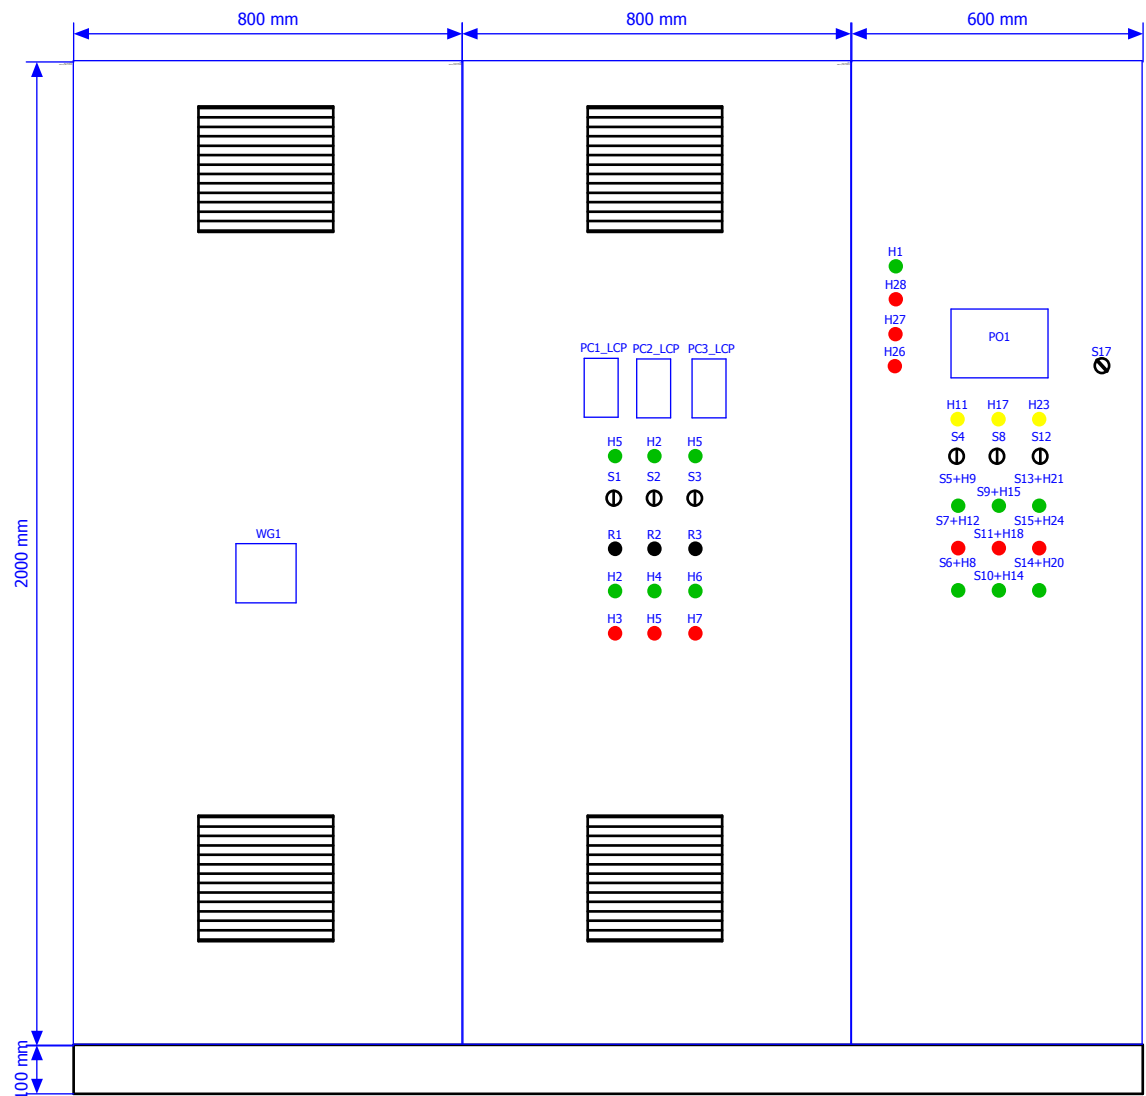 800 mm 800 mm 600 mm
H1
H28
H27
PO1
PC1_LCP PC2_LCP PC3_LCP H26 S17
H11 H17 H23
H5 H2 H5 S4 S8 S12
S1 S2 S3 S5+H9 S13+H21
S9+H15
S7+H12 S15+H24
WG1 R1 R2 R3 S11+H18
S6+H8 S14+H20
H2 H4 H6 S10+H14
2000 mm
H3 H5 H7
100 mm